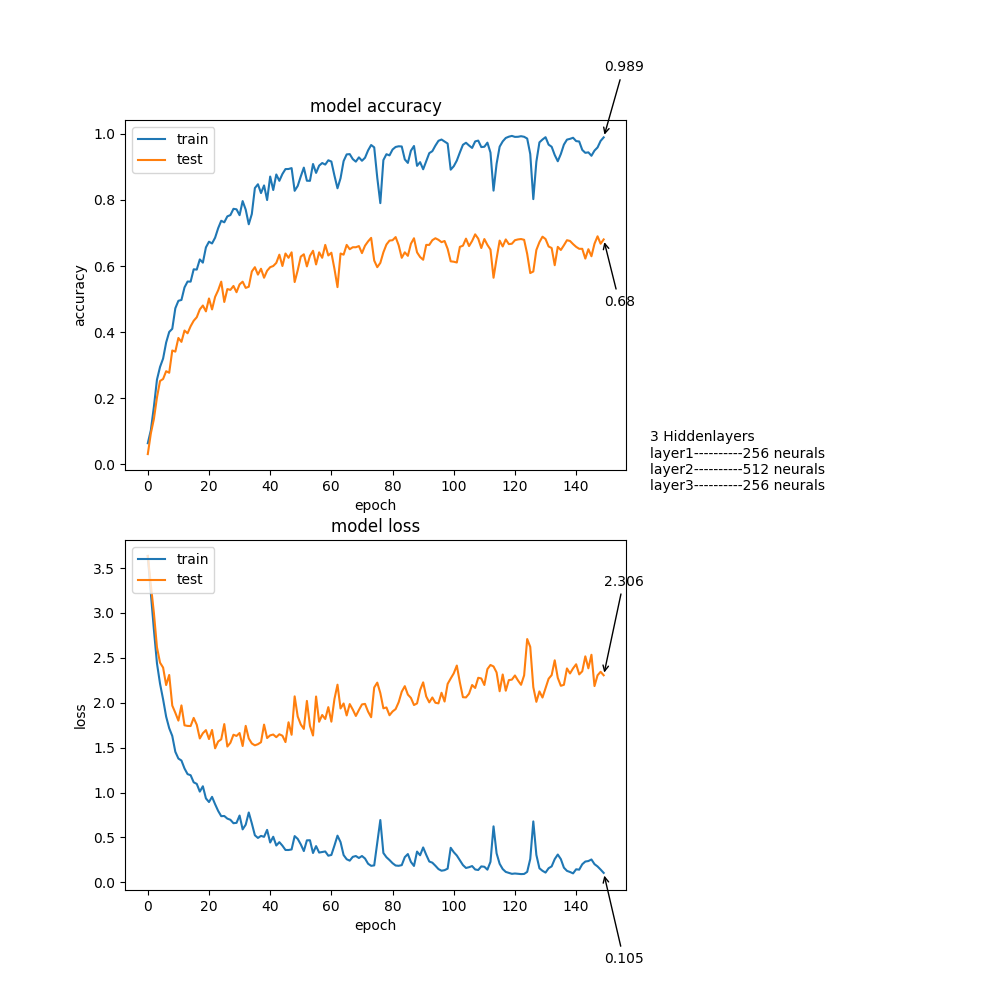 0.989
model accuracy
train
test
1.0
0.8
0.6
0.4
0.2
0.0
accuracy
0.68
0 20 40 60 80 100 120 140
epoch
3 Hiddenlayers
layer1----------256 neurals
layer2----------512 neurals
layer3----------256 neurals
model loss
train
test
3.5
3.0
2.5
2.0
1.5
1.0
0.5
0.0
loss
2.306
0 20 40 60 80 100 120 140
epoch
0.105